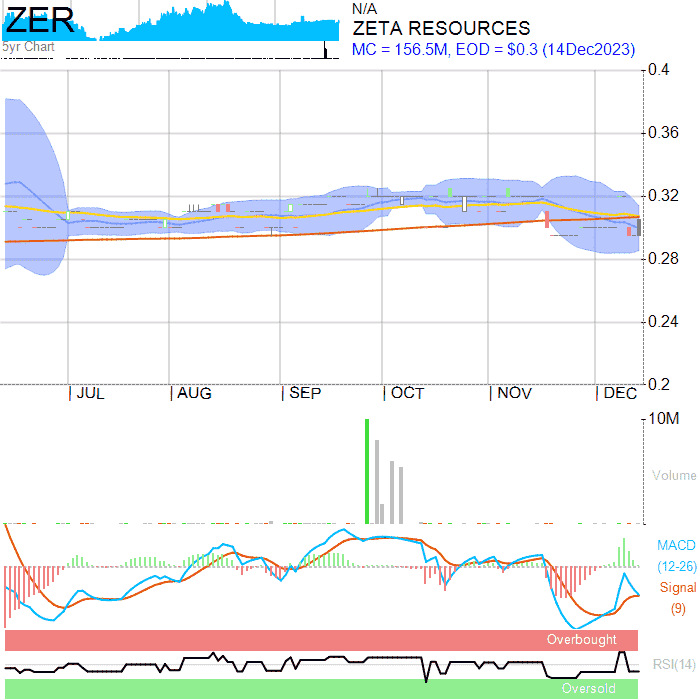 ZER
5yr Chart
N/A
ZETA RESOURCES
MC = 156.5M, EOD = $0.3 (14Dec2023)
0.4
0.36
0.32
0.28
0.24
0.2
JUL
AUG
SEP
OCT
NOV
DEC
10M
Volume
MACD
(12-26)
Signal
(9)
Overbought
RSI(14)
Oversold